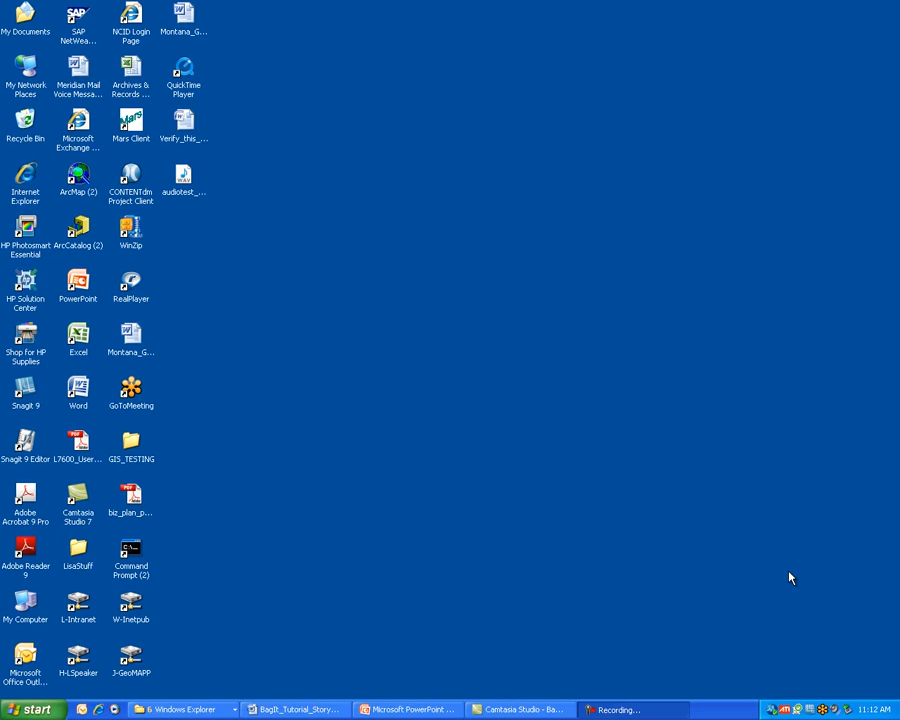 My Documents
SAP
NetWea...
NCID Login
Page
Montana_G...
My Network
Places
Meridian Mail
Voice Messa...
Archives &
Records ...
QuickTime
Player
Recycle Bin
Microsoft
Exchange ...
Mars
Mars Client
Verify_this_...
Internet
Explorer
ArcMap (2)
CONTENTdm
Project Client
WAV
audiotest_...
HP Photosmart
Essential
ArcCatalog (2)
WinZip
HP Solution
Center
PowerPoint
RealPlayer
Shop for HP
Supplies
Excel
Montana_G...
Snagit 9
Word
GoToMeeting
Snagit 9 Editor
PDF
L7600_User...
GIS_TESTING
Adobe
Acrobat 9 Pro
Camtasia
Studio 7
PDF
biz_plan_p...
Adobe Reader
9
LisaStuff
C:\_
Command
Prompt (2)
My Computer
L-Intranet
W-Inetpub
Microsoft
Office Outl...
H-LSpeaker
J-GeoMAPP
start
6 Windows Explorer
BagIt_Tutorial_Story...
Microsoft PowerPoint ...
Camtasia Studio - Ba...
Recording...
ATI
11:12 AM